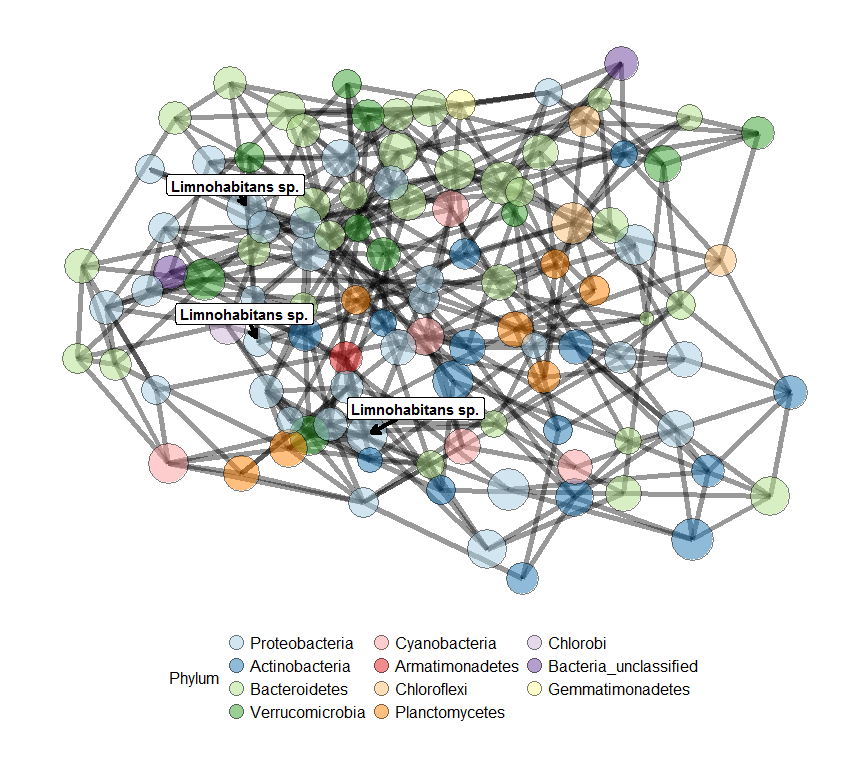 Limnohabitans sp.
Limnohabitans sp.
Limnohabitans sp.
Phylum
Proteobacteria
Actinobacteria
Bacteroidetes
Verrucomicrobia
Cyanobacteria
Armatimonadetes
Chloroflexi
Planctomycetes
Chlorobi
Bacteria_unclassified
Gemmatimonadetes